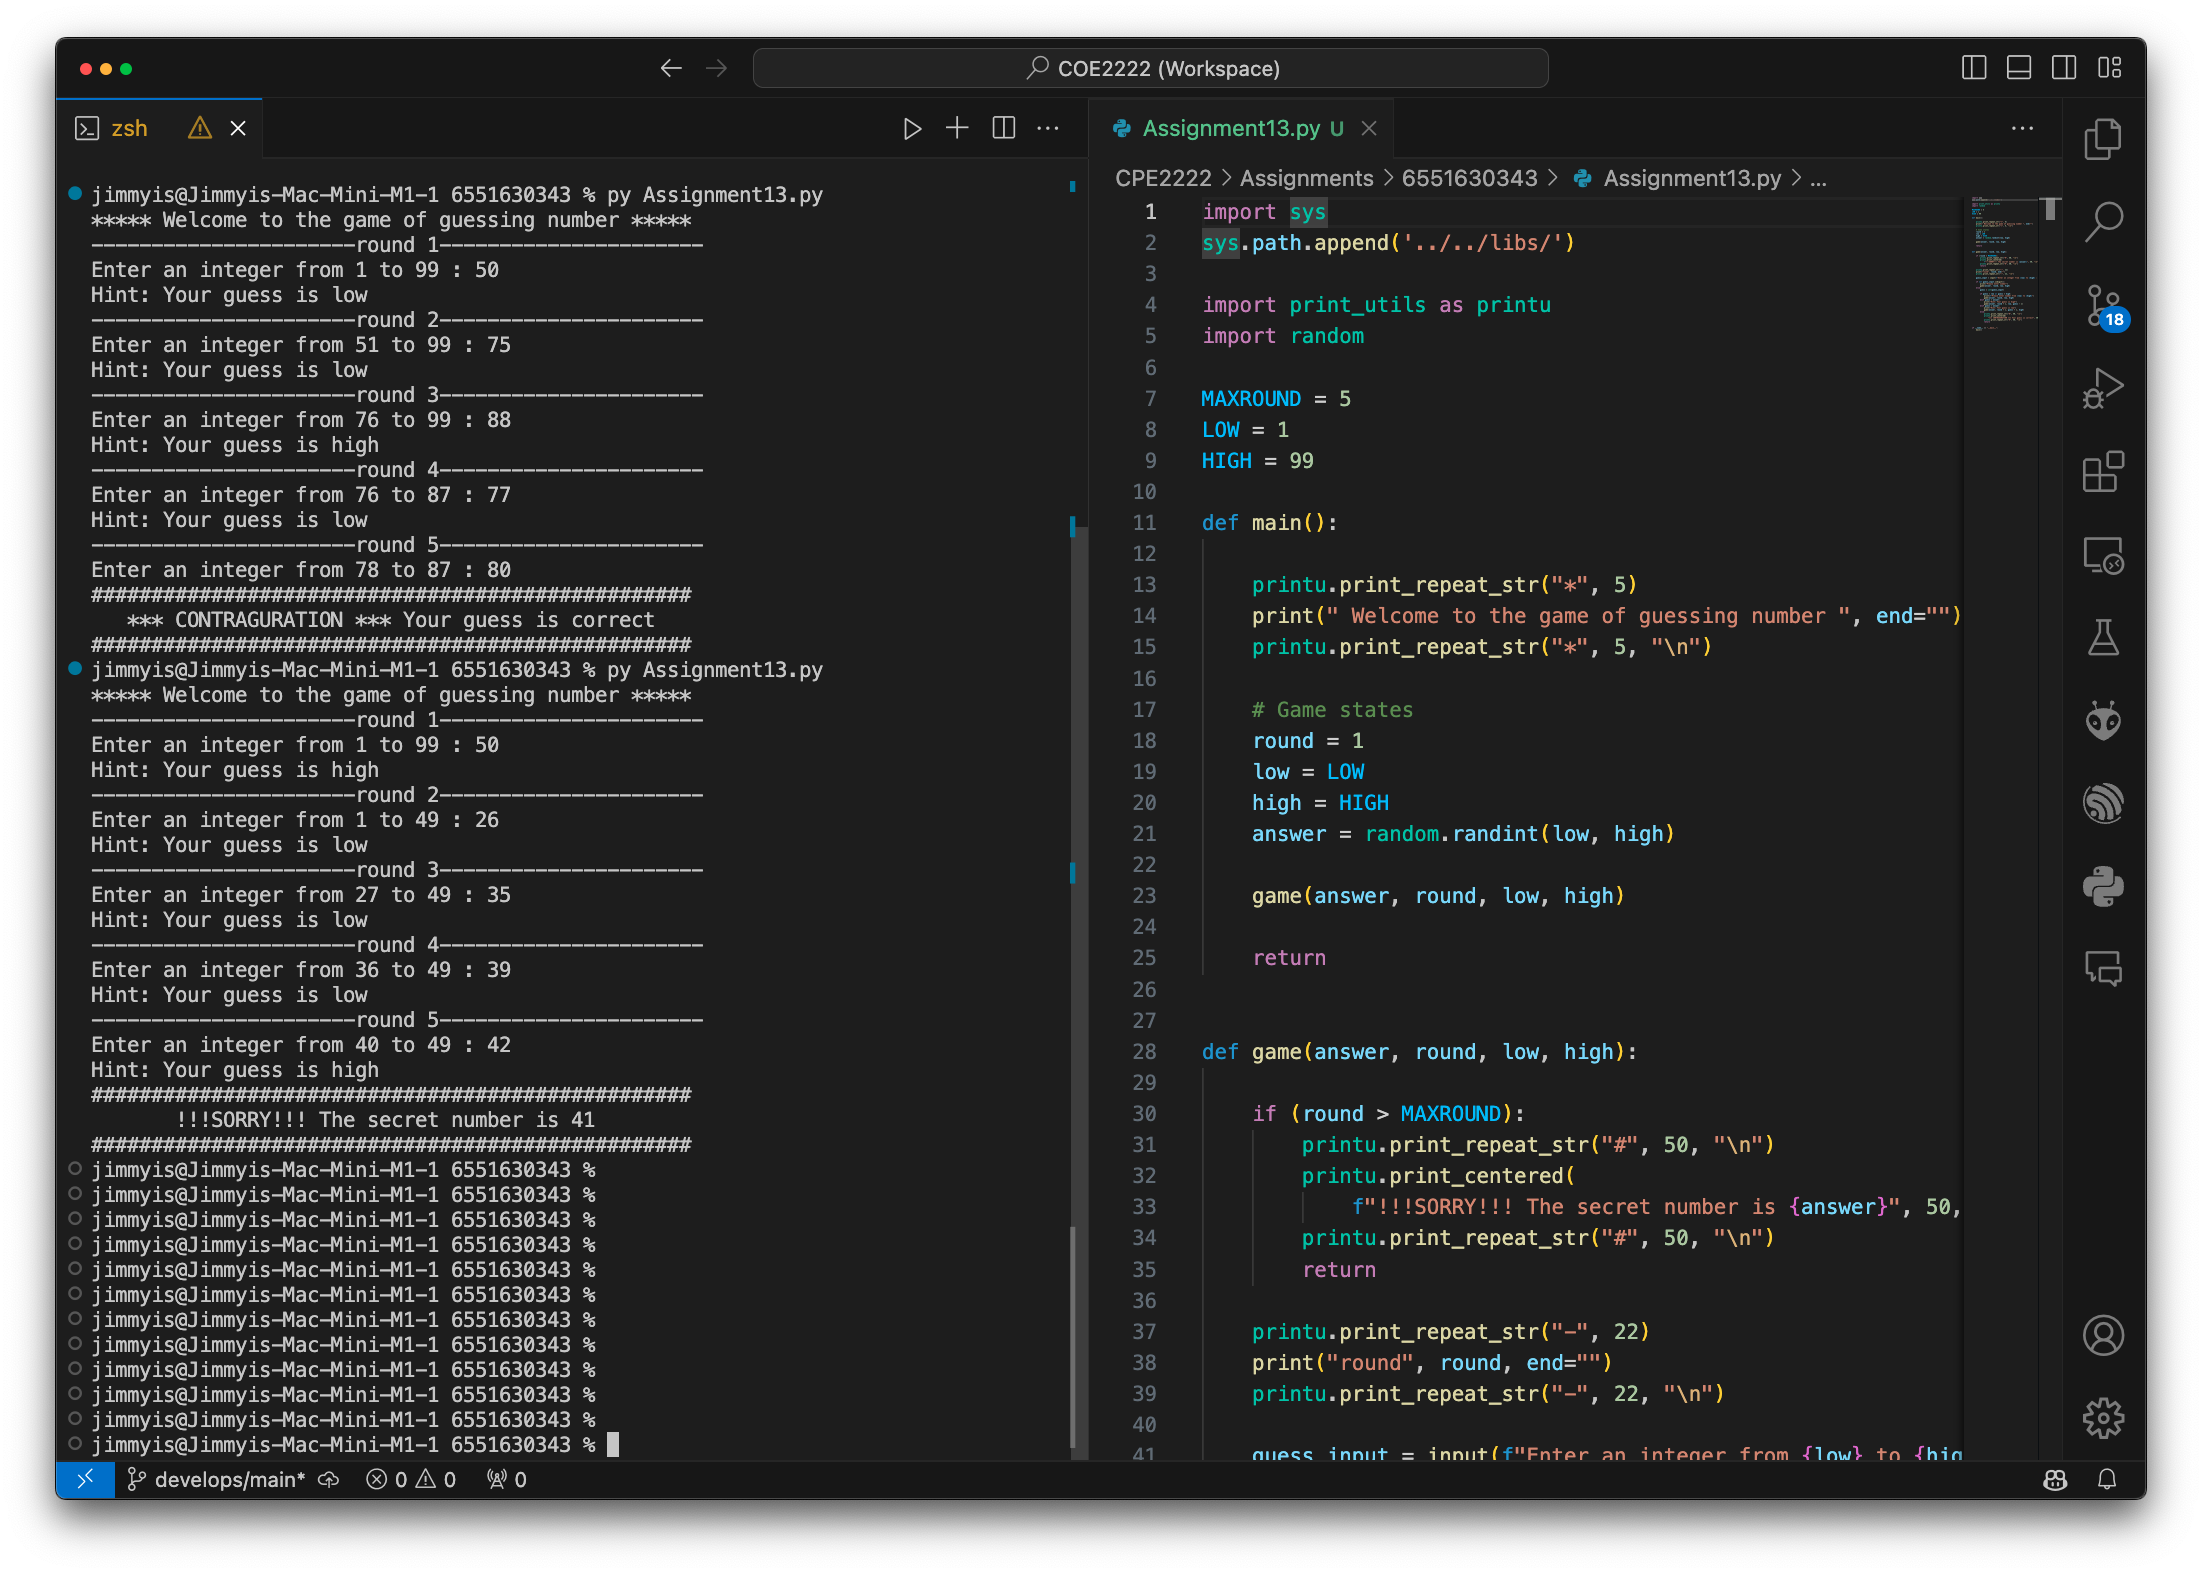 COE2222 (Workspace)
zsh
jimmyis@Jimmyis-Mac-Mini-M1-1 6551630343 % py Assignment13.py
***** Welcome to the game of guessing number *****
----------------------round 1----------------------
Enter an integer from 1 to 99 : 50
Hint: Your guess is low
----------------------round 2----------------------
Enter an integer from 51 to 99 : 75
Hint: Your guess is low
----------------------round 3----------------------
Enter an integer from 76 to 99 : 88
Hint: Your guess is high
----------------------round 4----------------------
Enter an integer from 76 to 87 : 77
Hint: Your guess is low
----------------------round 5----------------------
Enter an integer from 78 to 87 : 80
##################################################
*** CONTRAGURATION *** Your guess is correct
##################################################
jimmyis@Jimmyis-Mac-Mini-M1-1 6551630343 % py Assignment13.py
***** Welcome to the game of guessing number *****
----------------------round 1----------------------
Enter an integer from 1 to 99 : 50
Hint: Your guess is high
----------------------round 2----------------------
Enter an integer from 1 to 49 : 26
Hint: Your guess is low
----------------------round 3----------------------
Enter an integer from 27 to 49 : 35
Hint: Your guess is low
----------------------round 4----------------------
Enter an integer from 36 to 49 : 39
Hint: Your guess is low
----------------------round 5----------------------
Enter an integer from 40 to 49 : 42
Hint: Your guess is high
##################################################
!!!SORRY!!! The secret number is 41
##################################################
jimmyis@Jimmyis-Mac-Mini-M1-1 6551630343 %
jimmyis@Jimmyis-Mac-Mini-M1-1 6551630343 %
jimmyis@Jimmyis-Mac-Mini-M1-1 6551630343 %
jimmyis@Jimmyis-Mac-Mini-M1-1 6551630343 %
jimmyis@Jimmyis-Mac-Mini-M1-1 6551630343 %
jimmyis@Jimmyis-Mac-Mini-M1-1 6551630343 %
jimmyis@Jimmyis-Mac-Mini-M1-1 6551630343 %
jimmyis@Jimmyis-Mac-Mini-M1-1 6551630343 %
jimmyis@Jimmyis-Mac-Mini-M1-1 6551630343 %
jimmyis@Jimmyis-Mac-Mini-M1-1 6551630343 %
jimmyis@Jimmyis-Mac-Mini-M1-1 6551630343 %
jimmyis@Jimmyis-Mac-Mini-M1-1 6551630343 %
Assignment13.py U
CPE2222 > Assignments > 6551630343 > Assignment13.py > ...
1 import sys
2 sys.path.append('../../libs/')
3
4 import print_utils as printu
5 import random
6
7 MAXROUND = 5
8 LOW = 1
9 HIGH = 99
10
11 def main():
12
13 printu.print_repeat_str("*", 5)
14 print(" Welcome to the game of guessing number ", end="")
15 printu.print_repeat_str("*", 5, "\n")
16
17 # Game states
18 round = 1
19 low = LOW
20 high = HIGH
21 answer = random.randint(low, high)
22
23 game(answer, round, low, high)
24
25 return
26
27
28 def game(answer, round, low, high):
29
30 if (round > MAXROUND):
31 printu.print_repeat_str("#", 50, "\n")
32 printu.print_centered(
33 f"!!!SORRY!!! The secret number is {answer}", 50,
34 printu.print_repeat_str("#", 50, "\n")
35 return
36
37 printu.print_repeat_str("-", 22)
38 print("round", round, end="")
39 printu.print_repeat_str("-", 22, "\n")
40
41 guess_input = input(f"Enter an integer from {low} to {hig
18
develops/main* 0 0 0